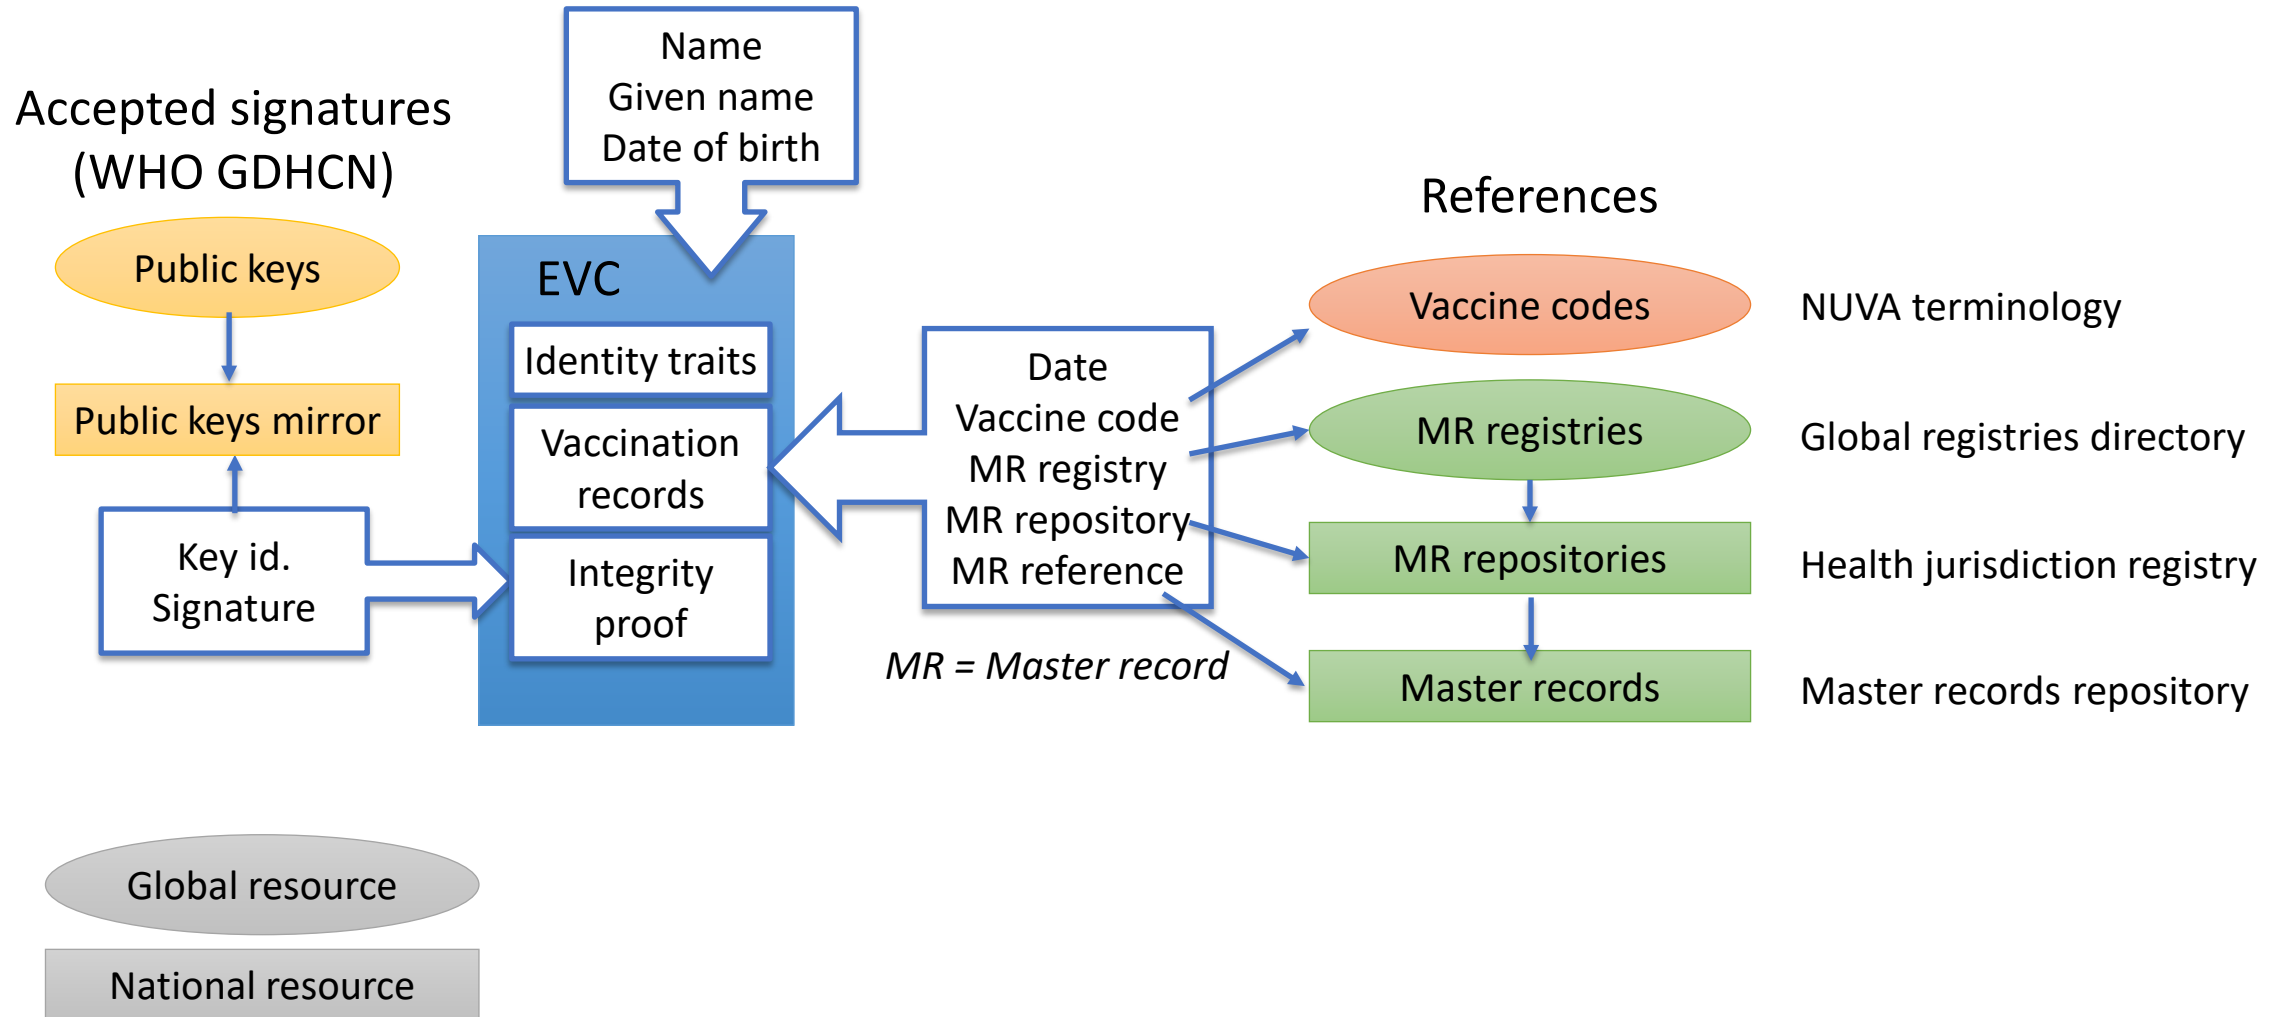 Name
Given name
Date of birth
Accepted signatures
(WHO GDHCN)
Public keys
Public keys mirror
Key id.
Signature
EVC
Identity traits
Vaccination
records
Integrity
proof
Date
Vaccine code
MR registry
MR repository
MR reference
MR = Master record
References
Vaccine codes
NUVA terminology
MR registries
Global registries directory
MR repositories
Health jurisdiction registry
Master records
Master records repository
Global resource
National resource